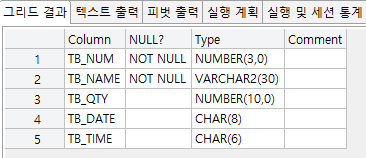 그리드 결과 텍스트 출력 피벗 출력 실행 계획 실행 및 세션 통계
Column NULL? Type Comment
1 TB_NUM NOT NULL NUMBER(3,0)
2 TB_NAME NOT NULL VARCHAR2(30)
3 TB_QTY NUMBER(10,0)
4 TB_DATE CHAR(8)
5 TB_TIME CHAR(6)